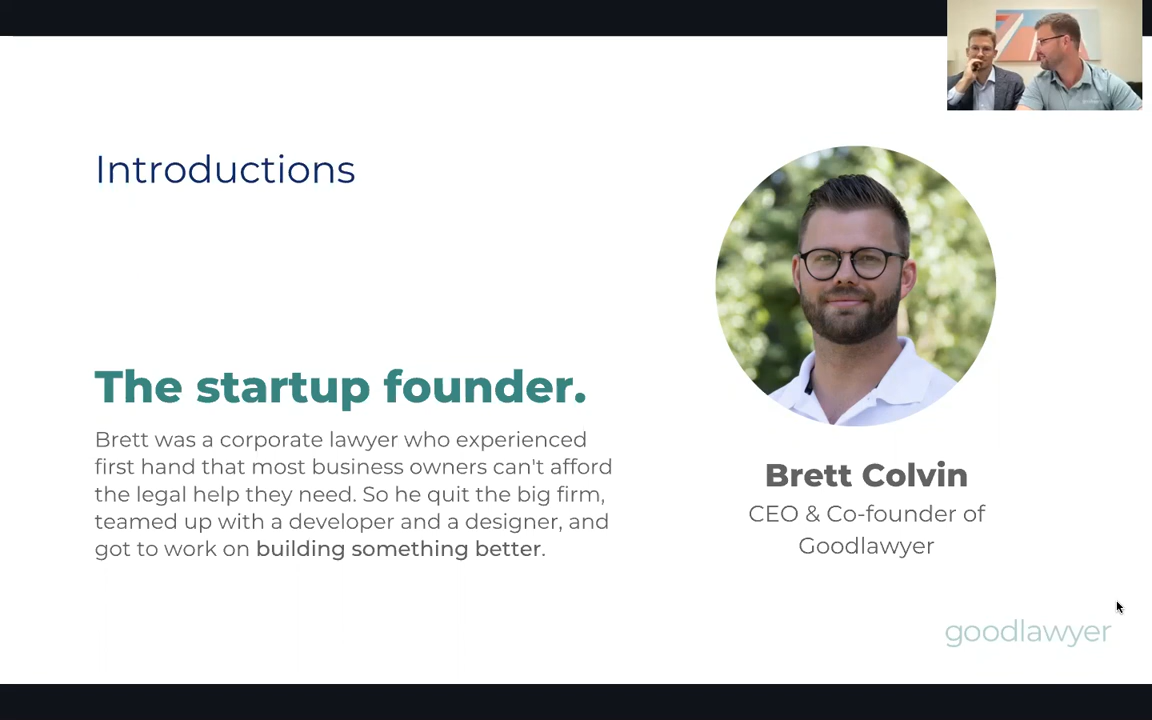 Introductions
The startup founder.
Brett was a corporate lawyer who experienced
first hand that most business owners can't afford
the legal help they need. So he quit the big firm,
teamed up with a developer and a designer, and
got to work on building something better.
Brett Colvin
CEO & Co-founder of
Goodlawyer
goodlawyer